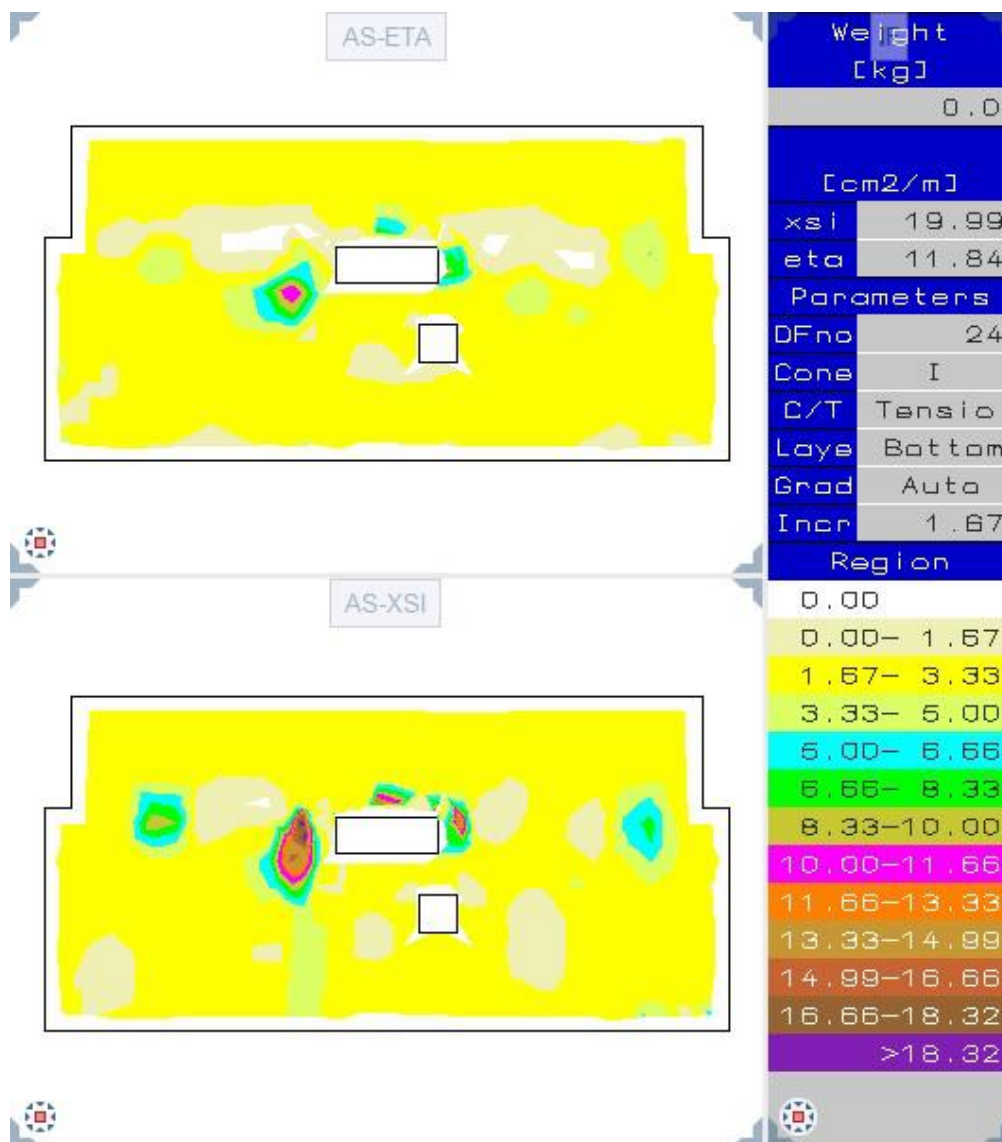 AS-ETA
AS-XSI
Weight
[kg]
0.0
[cm2/m]
xsi 19.99
eta 11.84
Parameters
DFno 24
Cone I
C/T Tensio
Laye Bottom
Grad Auto
Incr 1.67
Region
0.00
0.00- 1.67
1.67- 3.33
3.33- 5.00
5.00- 6.66
6.66- 8.33
8.33-10.00
10.00-11.66
11.66-13.33
13.33-14.99
14.99-16.66
16.66-18.32
>18.32